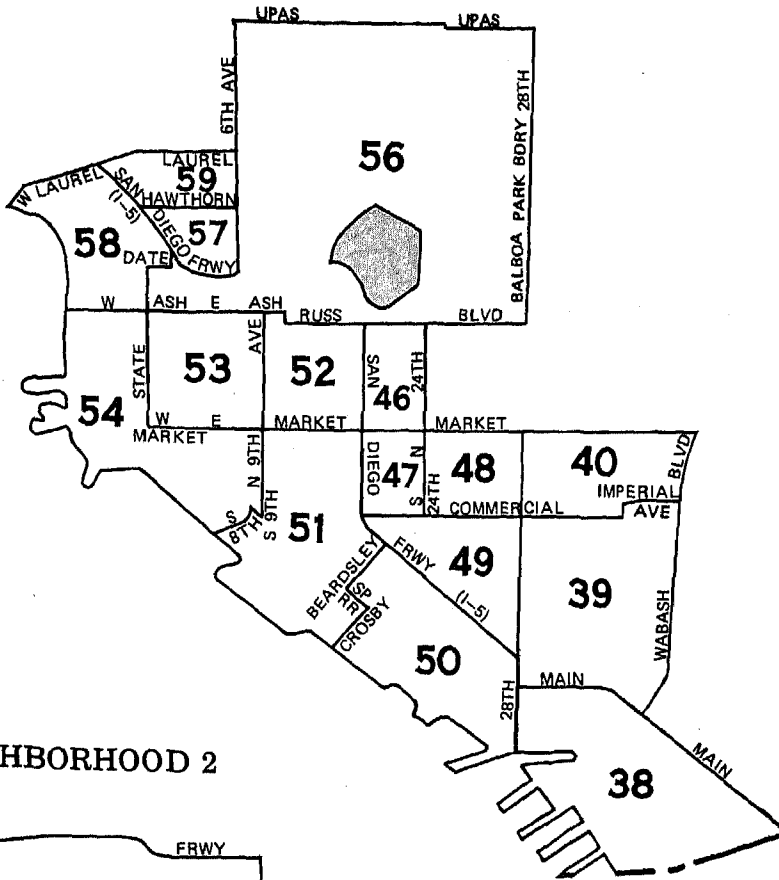 UPAS
UPAS
6TH AVE
BALBOA PARK BDRY 28TH
56
LAUREL
W LAUREL
59
SAN DIEGO FRWY
(I-5)
HAWTHORN
57
58
DATE
W ASH E ASH
RUSS BLVD
STATE
53
AVE
52
SAN
46
24TH
54
W E
MARKET
MARKET
MARKET
N 9TH
S 9TH
DIEGO
47
N
S 24TH
48
40
BLVD
IMPERIAL
AVE
COMMERCIAL
S 8TH
51
BEARDSLEY
SP RR
CROSBY
FRWY
(I-5)
49
39
WABASH
50
28TH
MAIN
MAIN
38
HBORHOOD 2
FRWY